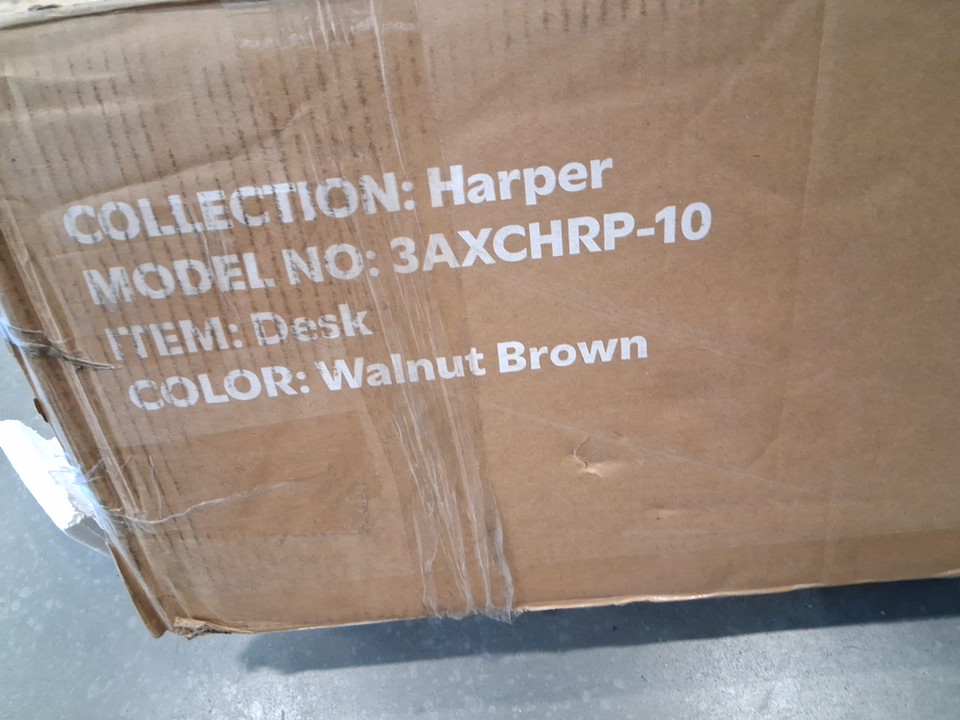 COLLECTION: Harper
MODEL NO: 3AXCHRP-10
ITEM: Desk
COLOR: Walnut Brown